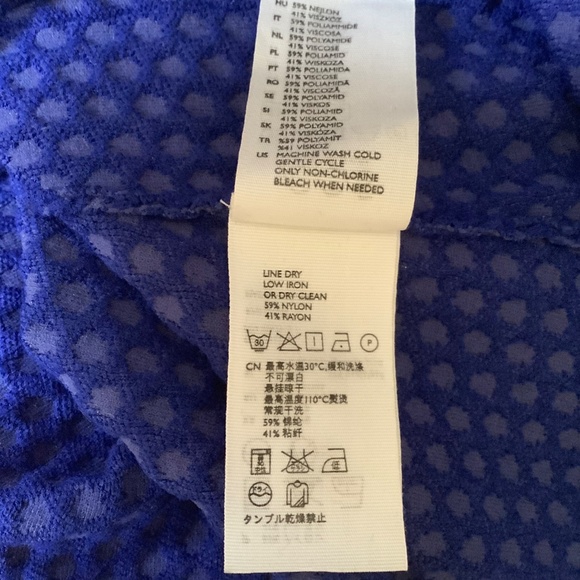 HU 59% NEJLON
41% VISZKÓZ
IT 59% POLIAMMIDE
41% VISCOSA
NL 59% POLYAMIDE
41% VISCOSE
PL 59% POLIAMID
41% WISKOZA
PT 59% POLIAMIDA
41% VISCOSE
RO 59% POLIAMIDĂ
41% VISCOZĂ
SE 59% POLYAMID
41% VISKOS
SI 59% POLIAMID
41% VISKOZA
SK 59% POLYAMID
41% VISKÓZA
TR %59 POLYAMIT
%41 VISKOZ
US MACHINE WASH COLD
GENTLE CYCLE
ONLY NON-CHLORINE
BLEACH WHEN NEEDED
LINE DRY
LOW IRON
OR DRY CLEAN
59% NYLON
41% RAYON
30 P
CN 最高水温30°C,缓和洗涤
不可漂白
悬挂晾干
最高温度110°C熨烫
常规干洗
59% 锦纶
41% 粘纤
低
ドライ
タンブル乾燥禁止